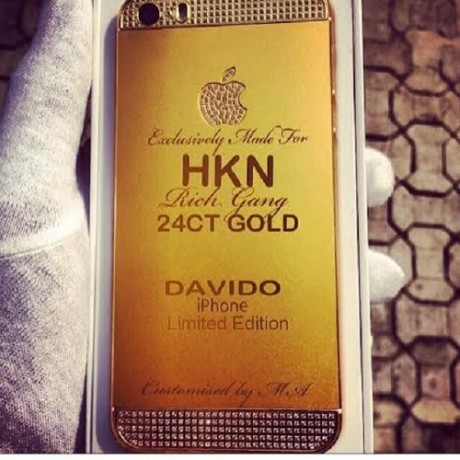 Exclusively Made For
HKN
Rich Gang
24CT GOLD
DAVIDO
iPhone
Limited Edition
Customised by MA